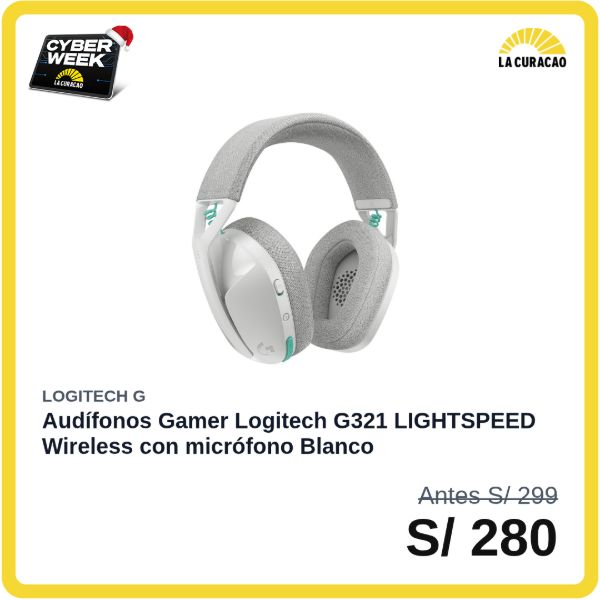 CYBER
WEEK
LA CURACAO
LA CURACAO
LOGITECH G
Audífonos Gamer Logitech G321 LIGHTSPEED
Wireless con micrófono Blanco
Antes S/ 299
S/ 280